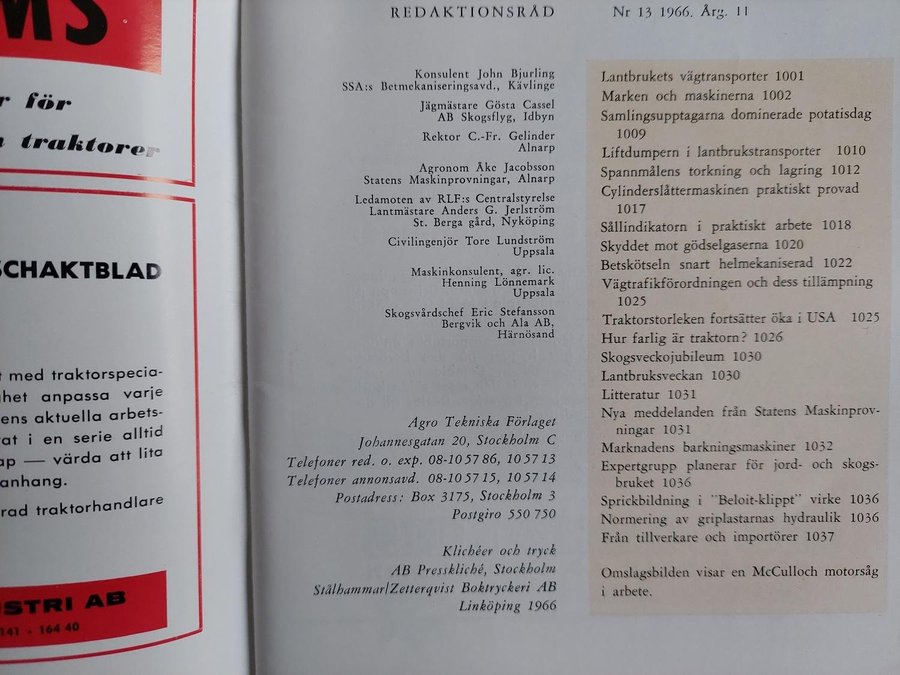 MS
för
traktorer
SCHAKTBLAD
med traktorspecia-
het anpassa varje
ens aktuella arbets-
at i en serie alltid
ap — värda att lita
anhang.
rad traktorhandlare
USTRI AB
141 - 164 40
REDAKTIONSRÅD
Konsulent John Bjurling
SSA:s Betmekaniseringsavd., Kävlinge
Jägmästare Gösta Cassel
AB Skogsflyg, Idbyn
Rektor C.-Fr. Gelinder
Alnarp
Agronom Åke Jacobsson
Statens Maskinprovningar, Alnarp
Ledamoten av RLF:s Centralstyrelse
Lantmästare Anders G. Jerlström
St. Berga gård, Nyköping
Civilingenjör Tore Lundström
Uppsala
Maskinkonsulent, agr. lic.
Henning Lönnemark
Uppsala
Skogsvårdschef Eric Stefansson
Bergvik och Ala AB,
Härnösand
Agro Tekniska Förlaget
Johannesgatan 20, Stockholm C
Telefoner red. o. exp. 08-10 57 86, 10 57 13
Telefoner annonsavd. 08-10 57 15, 10 57 14
Postadress: Box 3175, Stockholm 3
Postgiro 550 750
Klichéer och tryck
AB Presskliché, Stockholm
Stålhammar/Zetterqvist Boktryckeri AB
Linköping 1966
Nr 13 1966. Årg. 11
Lantbrukets vägtransporter 1001
Marken och maskinerna 1002
Samlingsupptagarna dominerade potatisdag
1009
Liftdumpern i lantbrukstransporter 1010
Spannmålens torkning och lagring 1012
Cylinderslåttermaskinen praktiskt provad
1017
Sållindikatorn i praktiskt arbete 1018
Skyddet mot gödselgaserna 1020
Betskötseln snart helmekaniserad 1022
Vägtrafikförordningen och dess tillämpning
1025
Traktorstorleken fortsätter öka i USA 1025
Hur farlig är traktorn? 1026
Skogsveckojubileum 1030
Lantbruksveckan 1030
Litteratur 1031
Nya meddelanden från Statens Maskinprov-
ningar 1031
Marknadens barkningsmaskiner 1032
Expertgrupp planerar för jord- och skogs-
bruket 1036
Sprickbildning i "Beloit-klippt" virke 1036
Normering av griplastarnas hydraulik 1036
Från tillverkare och importörer 1037
Omslagsbilden visar en McCulloch motorsåg
i arbete.